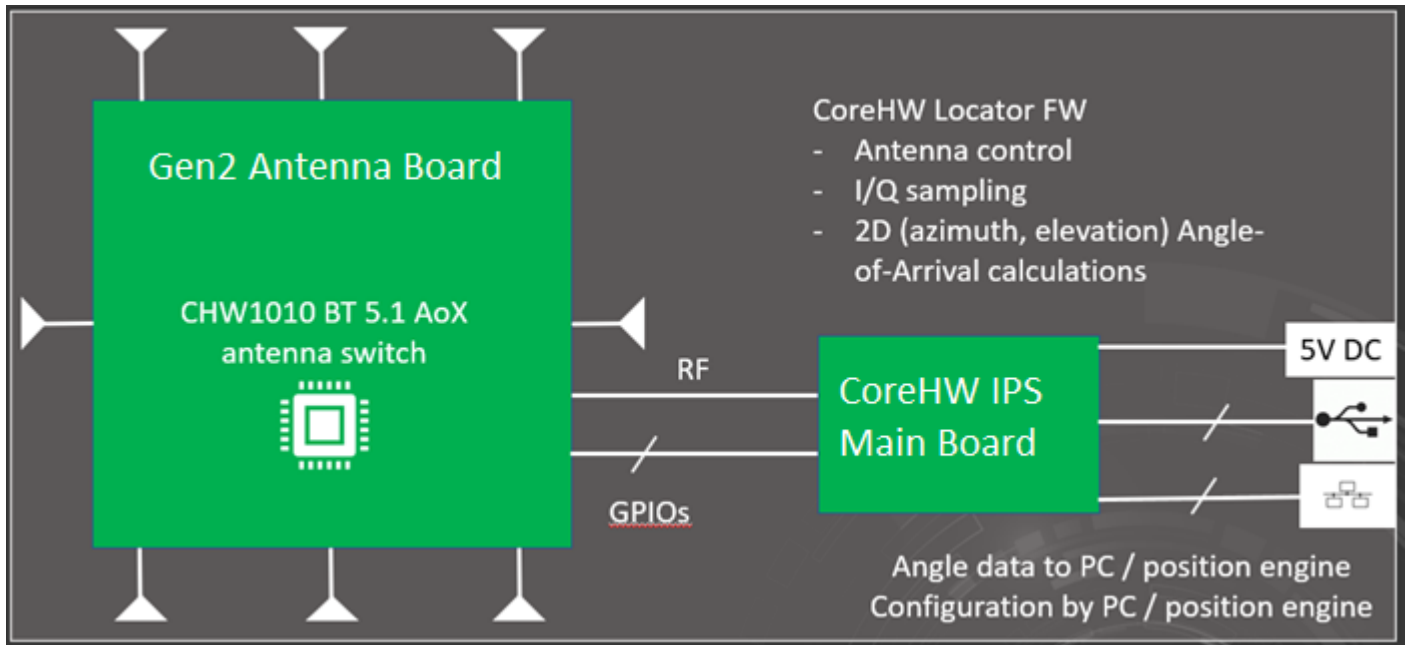 Gen2 Antenna Board
CHW1010 BT 5.1 AoX
antenna switch
RF
GPIOs
CoreHW Locator FW
- Antenna control
- I/Q sampling
- 2D (azimuth, elevation) Angle-
of-Arrival calculations
CoreHW IPS
Main Board
5V DC
Angle data to PC / position engine
Configuration by PC / position engine